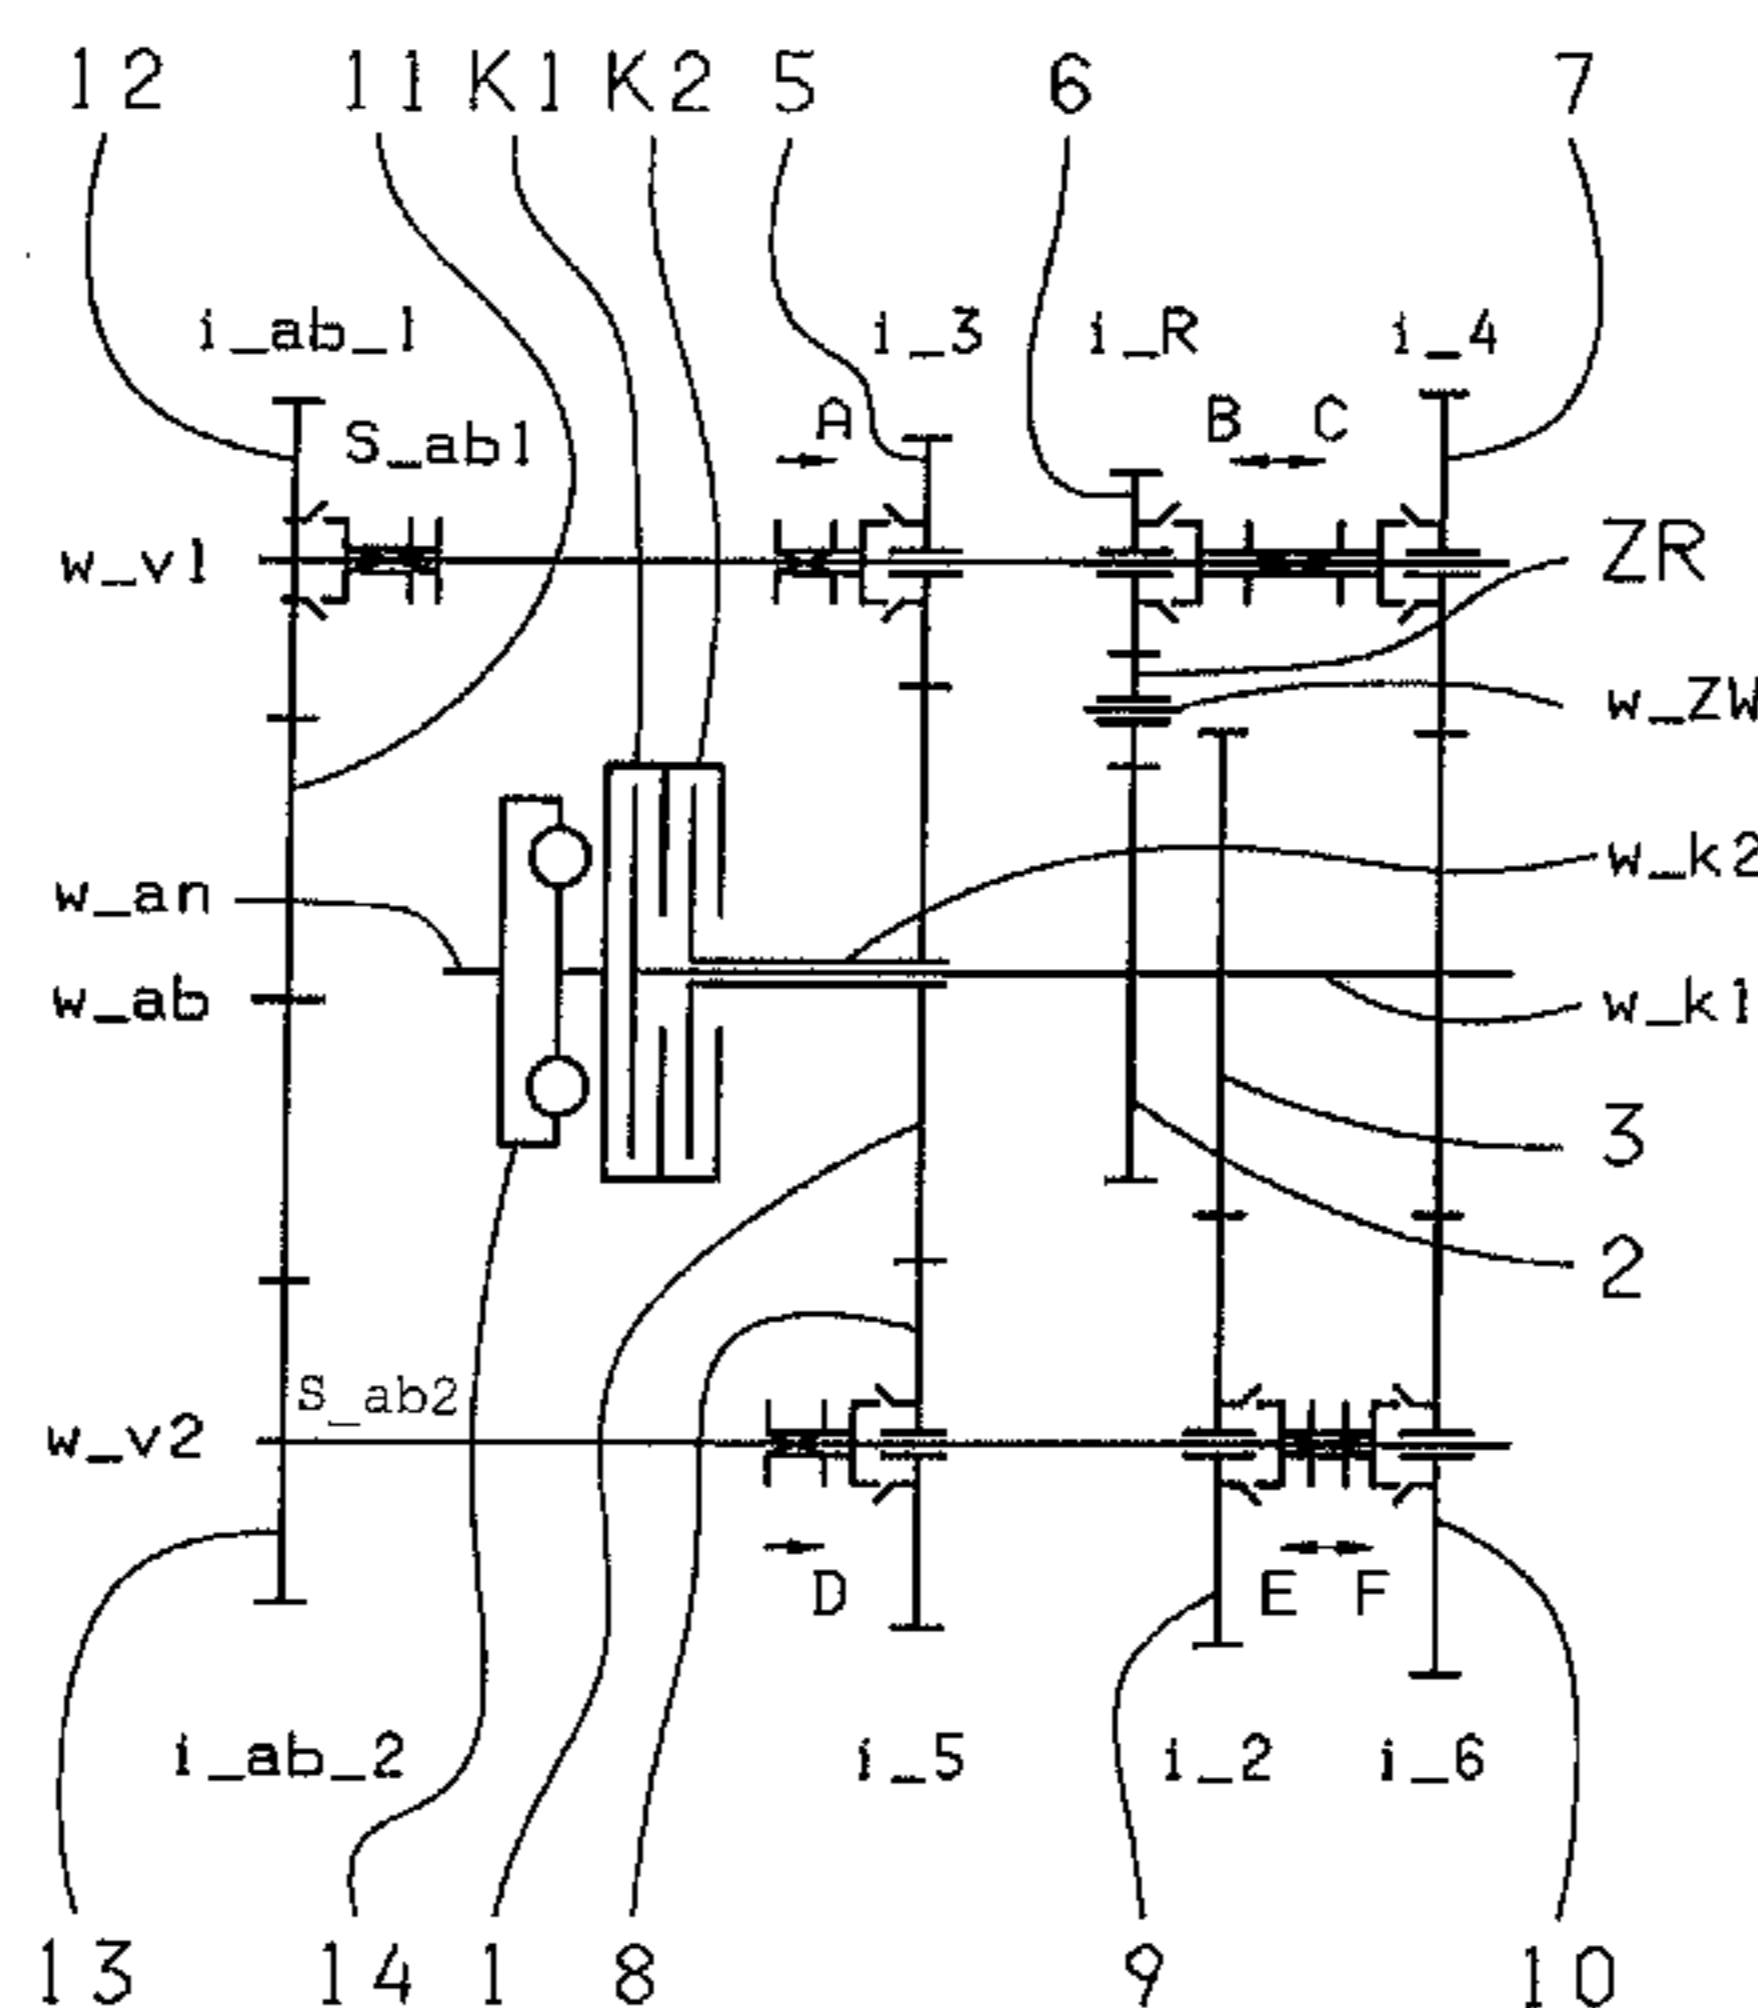 12 11 K1 K2 5 6 7
i_ab_1 i_3 i_R i_4
S_ab1 A B C
w_v1 ZR
w_ZW
w_an w_k2
w_ab w_k1
3
2
S_ab2
w_v2
D E F
i_ab_2 i_5 i_2 i_6
13 14 1 8 9 10